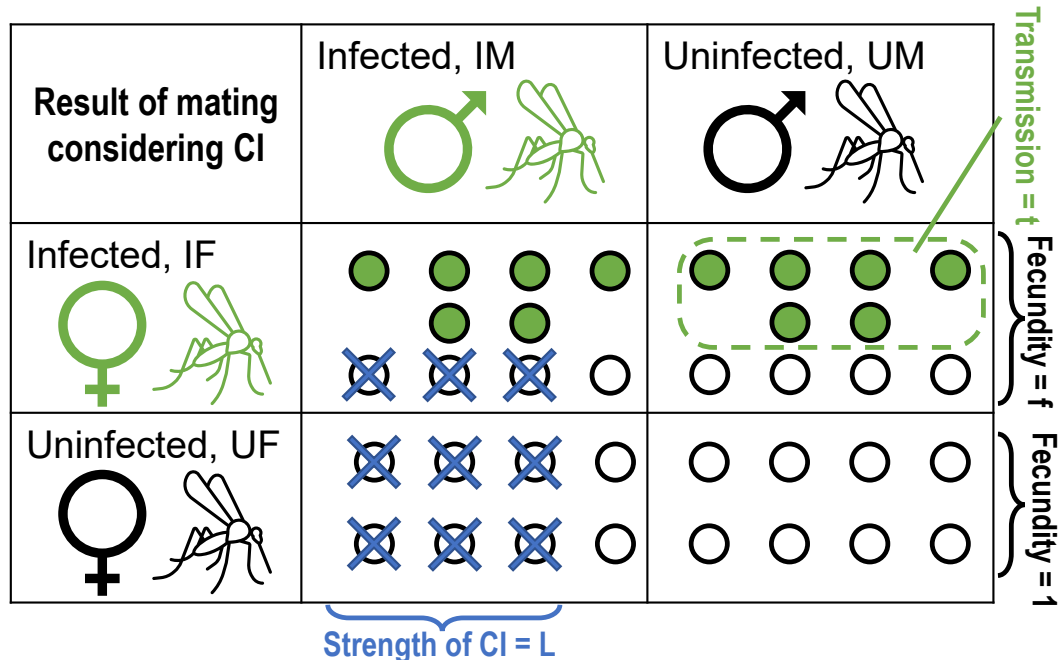 Result of mating
considering CI
Infected, IM
Uninfected, UM
Transmission = t
Infected, IF
Fecundity = f
Uninfected, UF
Fecundity = 1
Strength of CI = L